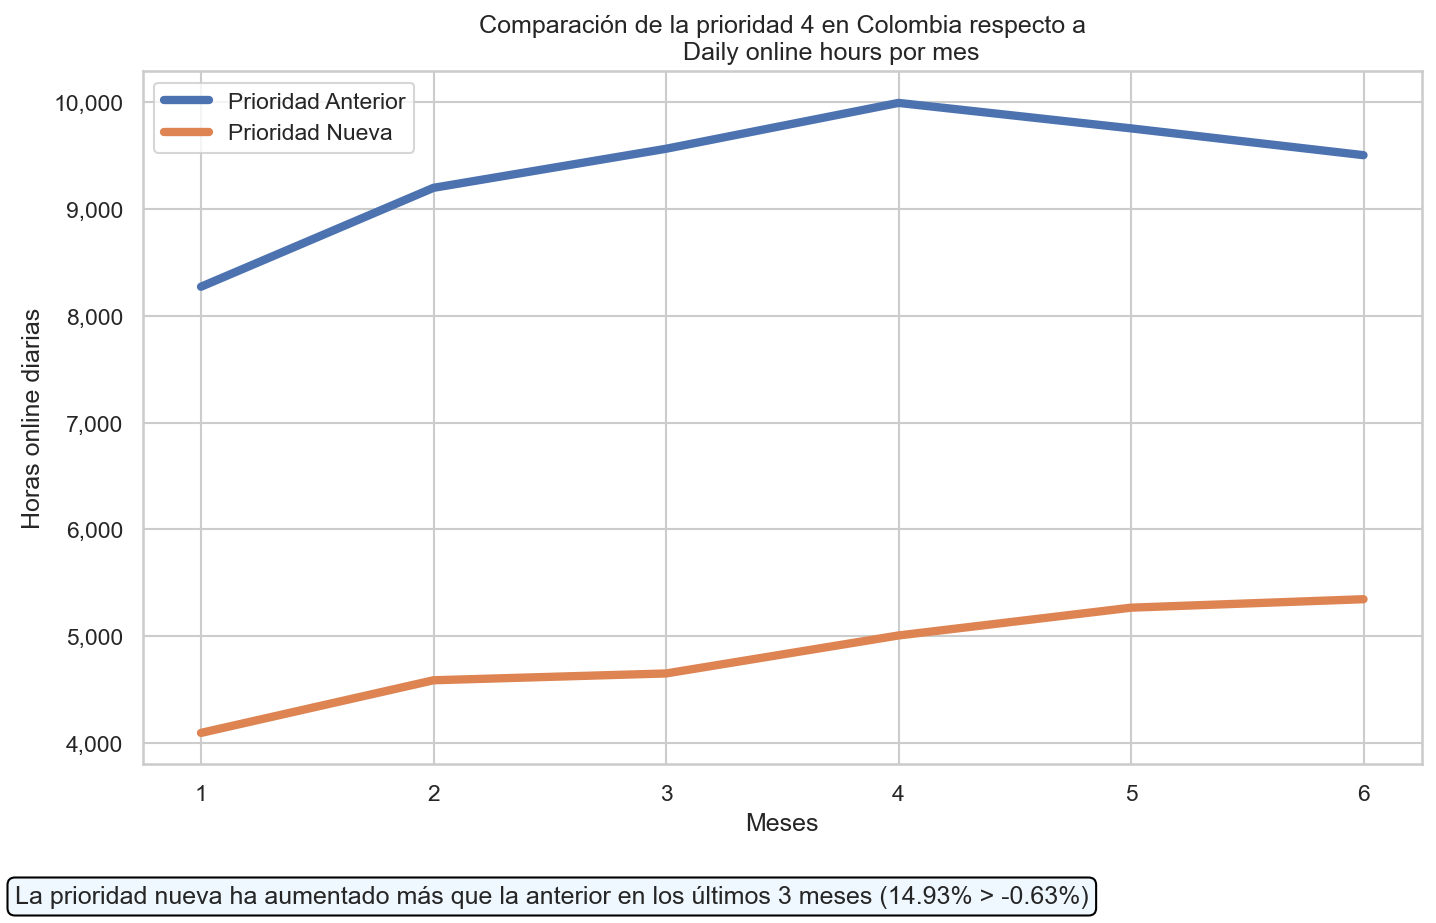 Comparación de la prioridad 4 en Colombia respecto a
Daily online hours por mes
Prioridad Anterior
Prioridad Nueva
10,000
9,000
8,000
7,000
6,000
5,000
4,000
Horas online diarias
1 2 3 4 5 6
Meses
La prioridad nueva ha aumentado más que la anterior en los últimos 3 meses (14.93% > -0.63%)